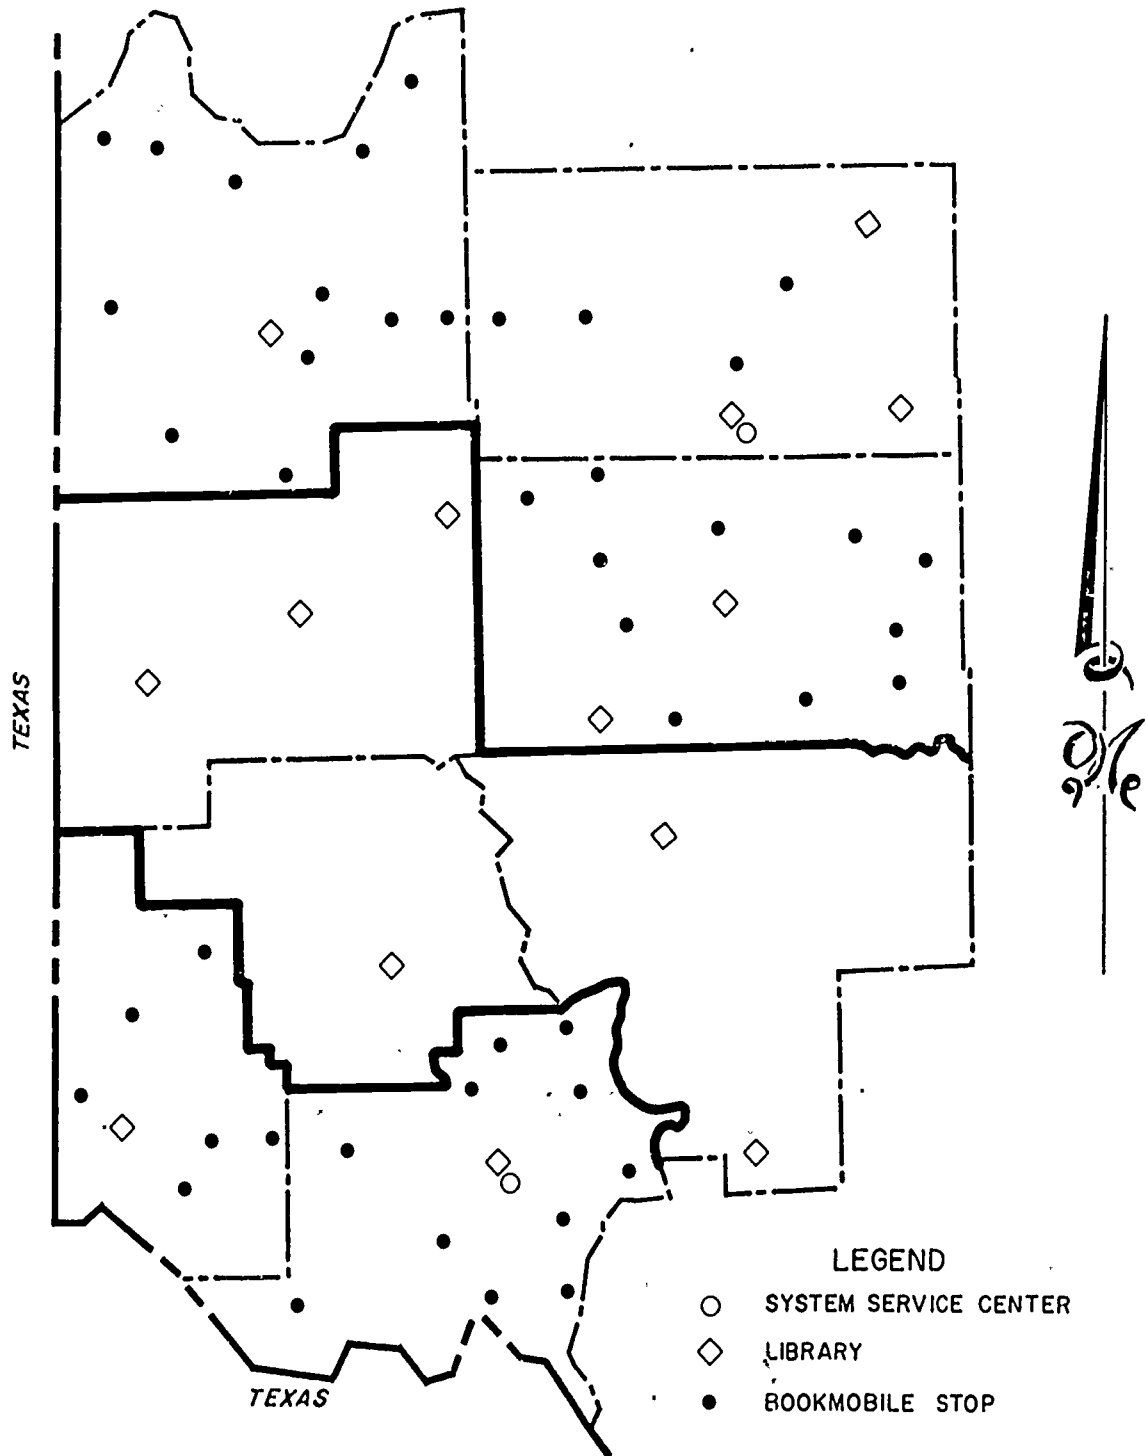 TEXAS
TEXAS
LEGEND
SYSTEM SERVICE CENTER
LIBRARY
BOOKMOBILE STOP